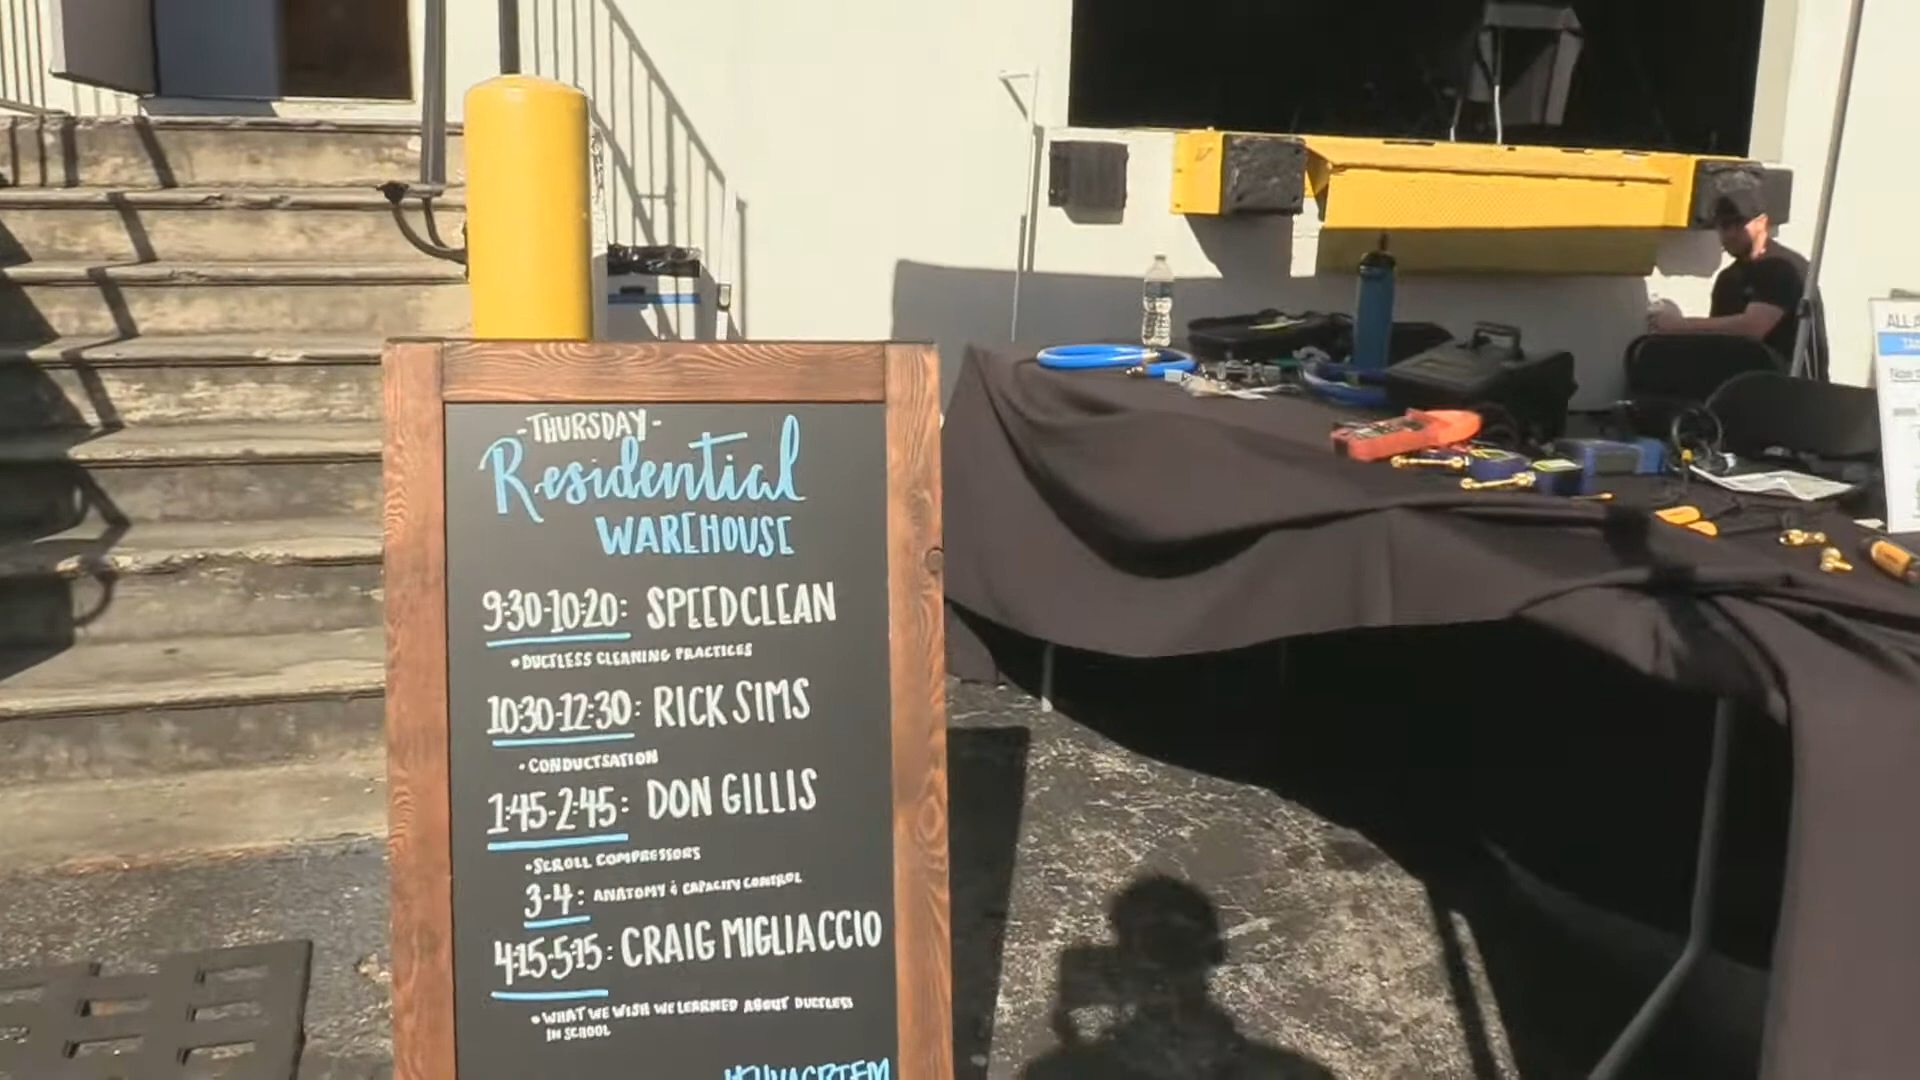 -THURSDAY-
Residential
WAREHOUSE
9:30-10:20: SPEEDCLEAN
• DUCTLESS CLEANING PRACTICES
10:30-12:30: RICK SIMS
• CONDUCTSATION
1:45-2:45: DON GILLIS
• SCROLL COMPRESSORS
3-4: ANATOMY & CAPACITY CONTROL
4:15-5:15: CRAIG MIGLIACCIO
• WHAT WE WISH WE LEARNED ABOUT DUCTLESS
IN SCHOOL